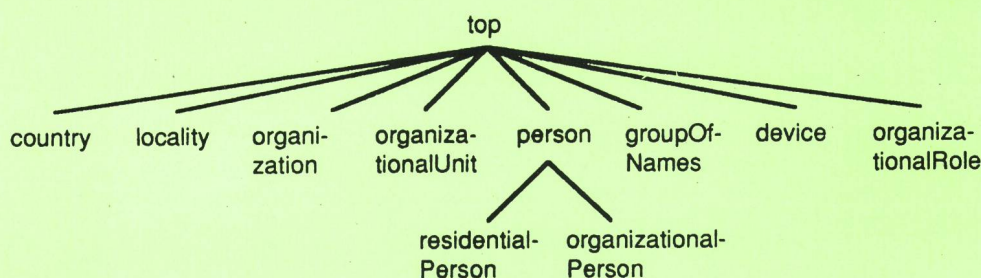 top
country locality organi- organiza- person groupOf- device organiza-
zation tionalUnit Names tionalRole
residential- organizational-
Person Person